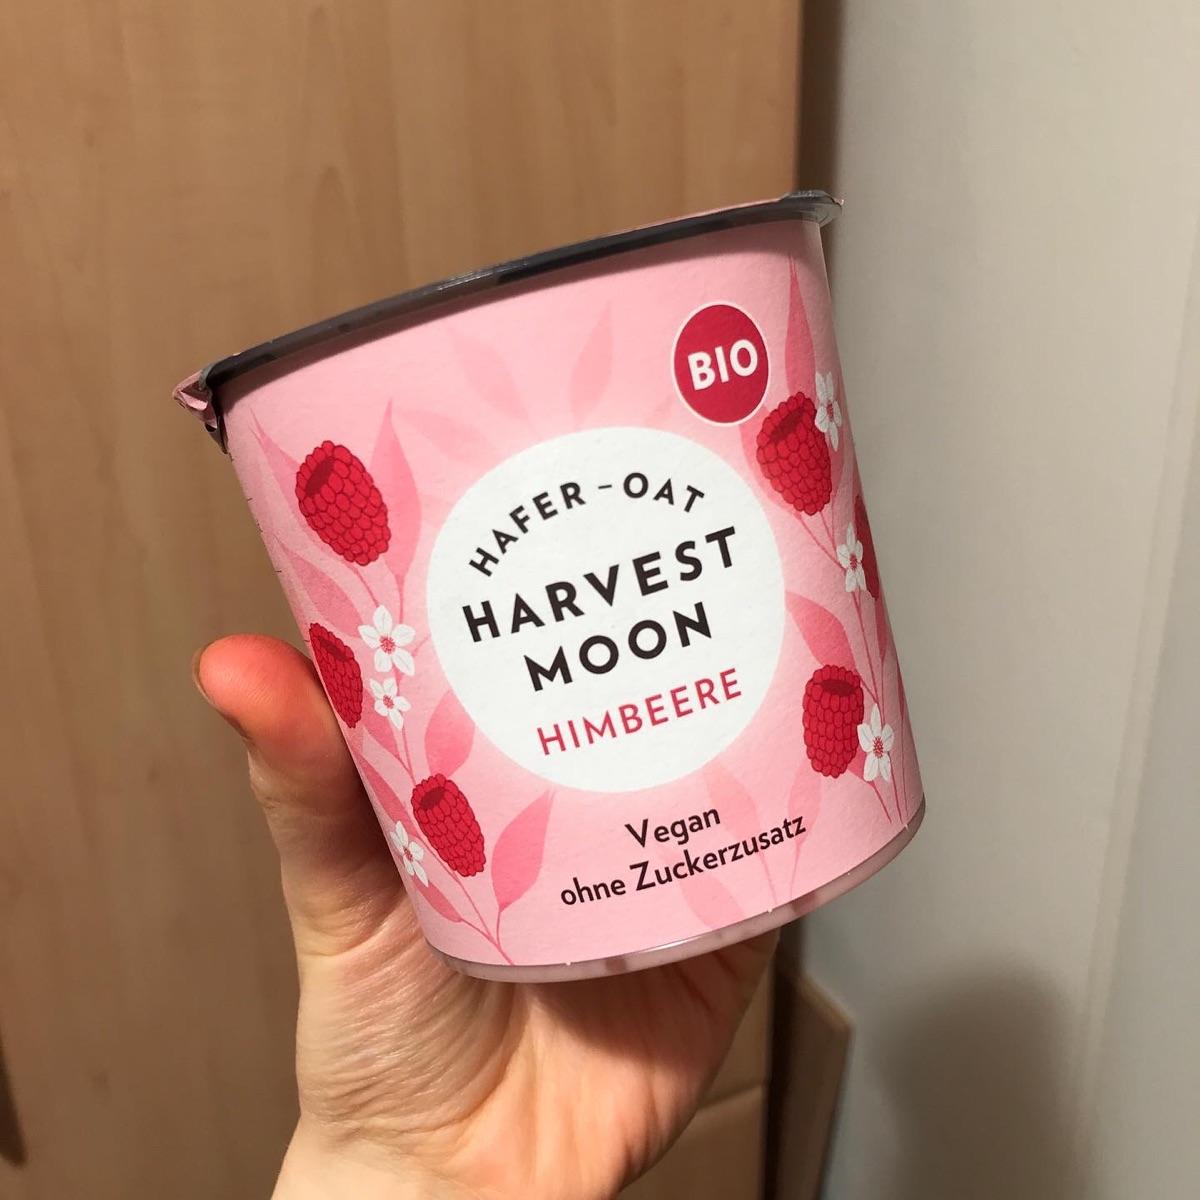 BIO
HAFER-OAT
HARVEST
MOON
HIMBEERE
Vegan
ohne Zuckerzusatz